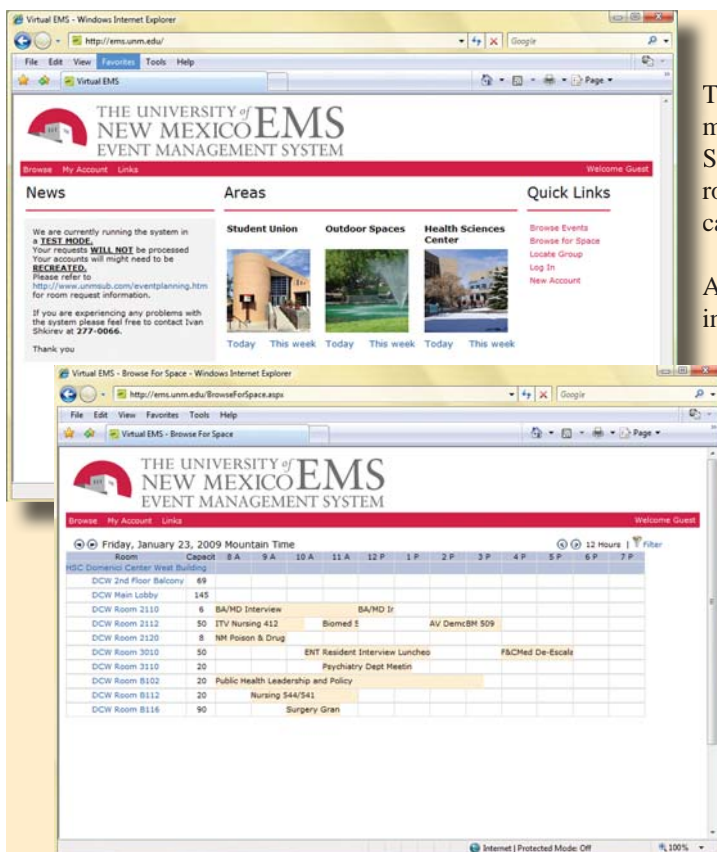 Virtual EMS - Windows Internet Explorer
http://ems.unm.edu/
Google
File Edit View Favorites Tools Help
Virtual EMS
Page
THE UNIVERSITY of
NEW MEXICO EMS
EVENT MANAGEMENT SYSTEM
Browse My Account Links Welcome Guest
News
We are currently running the system in
a TEST MODE.
Your requests WILL NOT be processed
Your accounts will might need to be
RECREATED.
Please refer to
http://www.unmsub.com/eventplanning.htm
for room request information.
If you are experiencing any problems with
the system please feel free to contact Ivan
Shkirev at 277-0066.
Thank you
Areas
Student Union Outdoor Spaces Health Sciences
Center
Today This week Today This week Today This week
Quick Links
Browse Events
Browse for Space
Locate Group
Log In
New Account
Virtual EMS - Browse For Space - Windows Internet Explorer
http://ems.unm.edu/BrowseForSpace.aspx
Google
File Edit View Favorites Tools Help
Virtual EMS - Browse For Space
Page
THE UNIVERSITY of
NEW MEXICO EMS
EVENT MANAGEMENT SYSTEM
Browse My Account Links Welcome Guest
Friday, January 23, 2009 Mountain Time 12 Hours | Filter
Room Capacit 8 A 9 A 10 A 11 A 12 P 1 P 2 P 3 P 4 P 5 P 6 P 7 P
HSC Domenici Center West Building
DCW 2nd Floor Balcony 69
DCW Main Lobby 145
DCW Room 2110 6 BA/MD Interview BA/MD Ir
DCW Room 2112 50 ITV Nursing 412 Biomed S AV Demc BM 509
DCW Room 2120 8 NM Poison & Drug
DCW Room 3010 50 ENT Resident Interview Luncheo F&CMed De-Escala
DCW Room 3110 20 Psychiatry Dept Meetin
DCW Room B102 20 Public Health Leadership and Policy
DCW Room B112 20 Nursing 544/541
DCW Room B116 90 Surgery Gran
Internet | Protected Mode: Off 100%